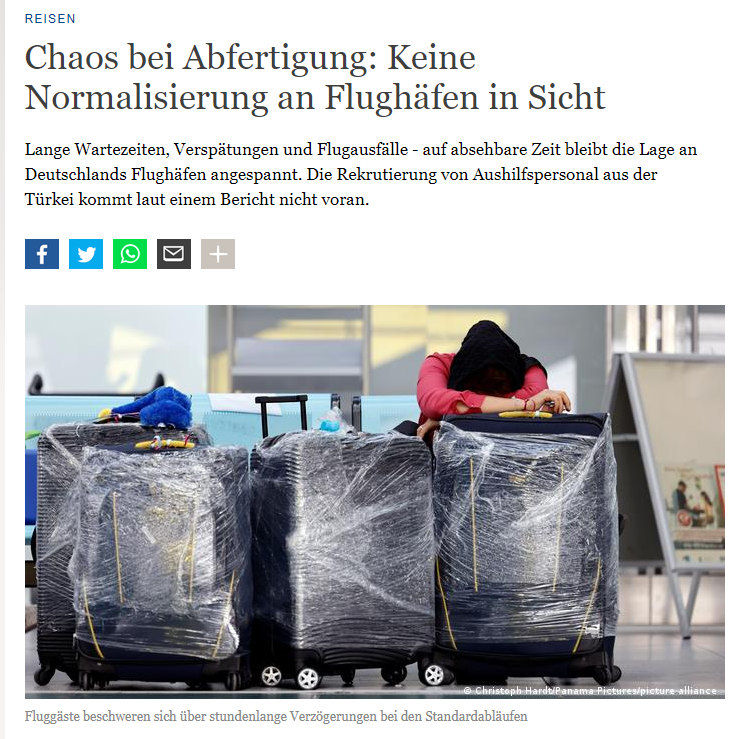 REISEN
Chaos bei Abfertigung: Keine
Normalisierung an Flughäfen in Sicht
Lange Wartezeiten, Verspätungen und Flugausfälle - auf absehbare Zeit bleibt die Lage an
Deutschlands Flughäfen angespannt. Die Rekrutierung von Aushilfspersonal aus der
Türkei kommt laut einem Bericht nicht voran.
© Christoph Hardt/Panama Pictures/picture-alliance
Fluggäste beschweren sich über stundenlange Verzögerungen bei den Standardabläufen